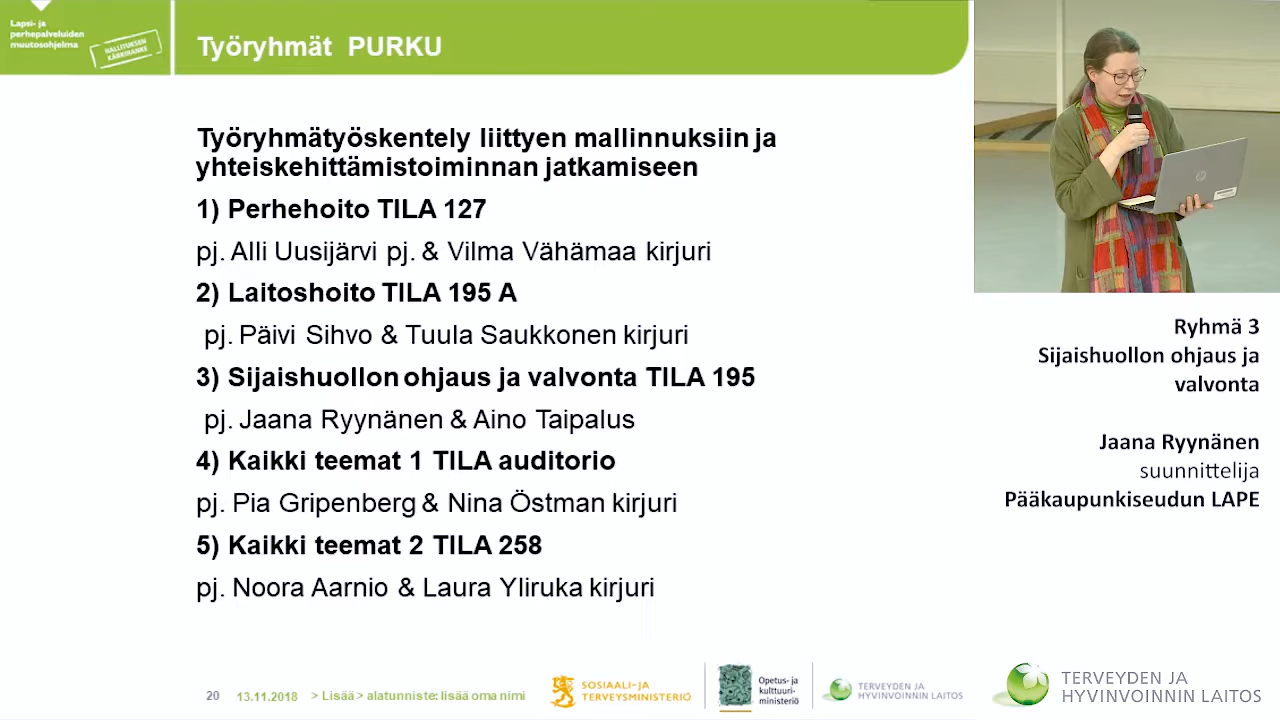 Lapsi- ja
perhepalveluiden
muutosohjelma
HALLITUKSEN
KÄRKIHANKE
Työryhmät PURKU
Työryhmätyöskentely liittyen mallinnuksiin ja
yhteiskehittämistoiminnan jatkamiseen
1) Perhehoito TILA 127
pj. Alli Uusijärvi pj. & Vilma Vähämaa kirjuri
2) Laitoshoito TILA 195 A
pj. Päivi Sihvo & Tuula Saukkonen kirjuri
3) Sijaishuollon ohjaus ja valvonta TILA 195
pj. Jaana Ryynänen & Aino Taipalus
4) Kaikki teemat 1 TILA auditorio
pj. Pia Gripenberg & Nina Östman kirjuri
5) Kaikki teemat 2 TILA 258
pj. Noora Aarnio & Laura Yliruka kirjuri
20 13.11.2018 > Lisää > alatunniste: lisää oma nimi
SOSIAALI- JA
TERVEYSMINISTERIÖ
Opetus- ja
kulttuuri-
ministeriö
TERVEYDEN JA
HYVINVOINNIN LAITOS
hp
Ryhmä 3
Sijaishuollon ohjaus ja
valvonta
Jaana Ryynänen
suunnittelija
Pääkaupunkiseudun LAPE
TERVEYDEN JA
HYVINVOINNIN LAITOS